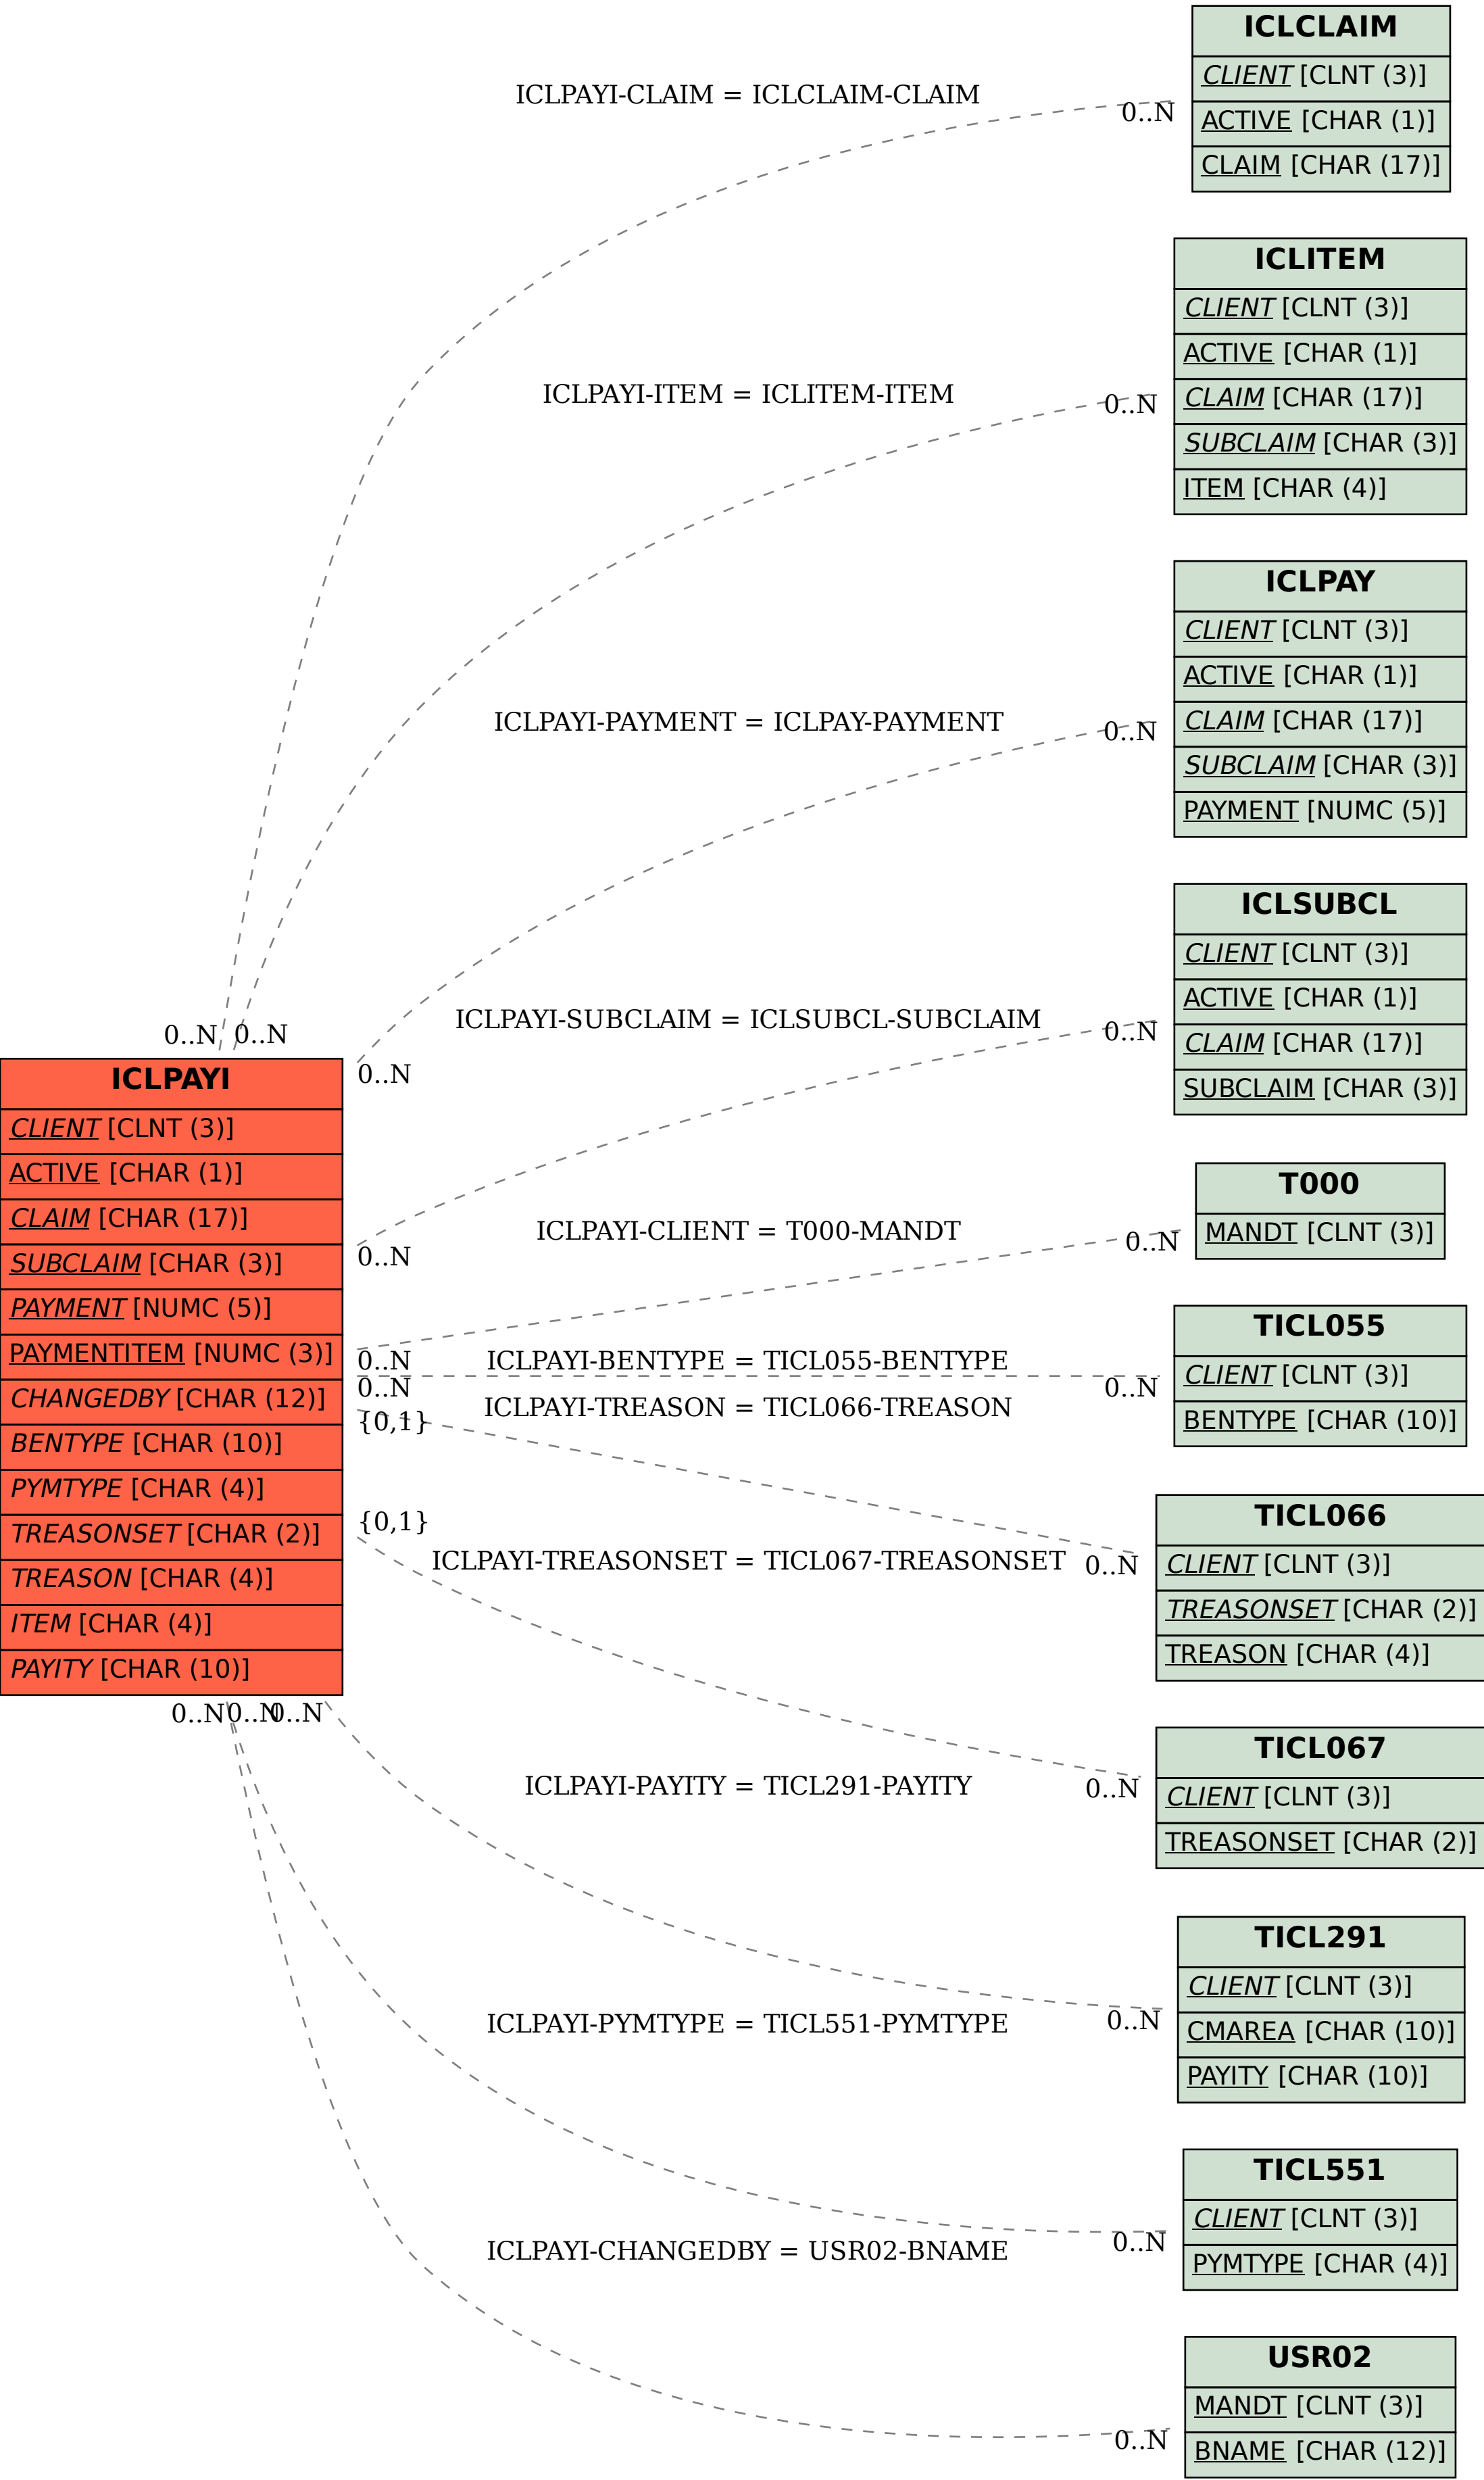 ICLCLAIM
CLIENT [CLNT (3)]
ACTIVE [CHAR (1)]
CLAIM [CHAR (17)]
ICLPAYI-CLAIM = ICLCLAIM-CLAIM
0..N
ICLITEM
CLIENT [CLNT (3)]
ACTIVE [CHAR (1)]
CLAIM [CHAR (17)]
SUBCLAIM [CHAR (3)]
ITEM [CHAR (4)]
ICLPAYI-ITEM = ICLITEM-ITEM
0..N
ICLPAY
CLIENT [CLNT (3)]
ACTIVE [CHAR (1)]
CLAIM [CHAR (17)]
SUBCLAIM [CHAR (3)]
PAYMENT [NUMC (5)]
ICLPAYI-PAYMENT = ICLPAY-PAYMENT
0..N
ICLSUBCL
CLIENT [CLNT (3)]
ACTIVE [CHAR (1)]
CLAIM [CHAR (17)]
SUBCLAIM [CHAR (3)]
ICLPAYI-SUBCLAIM = ICLSUBCL-SUBCLAIM
0..N
0..N 0..N
0..N
0..N
0..N
0..N
{0,1}
{0,1}
ICLPAYI
CLIENT [CLNT (3)]
ACTIVE [CHAR (1)]
CLAIM [CHAR (17)]
SUBCLAIM [CHAR (3)]
PAYMENT [NUMC (5)]
PAYMENTITEM [NUMC (3)]
CHANGEDBY [CHAR (12)]
BENTYPE [CHAR (10)]
PYMTYPE [CHAR (4)]
TREASONSET [CHAR (2)]
TREASON [CHAR (4)]
ITEM [CHAR (4)]
PAYITY [CHAR (10)]
0..N 0..N 0..N
T000
MANDT [CLNT (3)]
ICLPAYI-CLIENT = T000-MANDT
0..N
TICL055
CLIENT [CLNT (3)]
BENTYPE [CHAR (10)]
ICLPAYI-BENTYPE = TICL055-BENTYPE
0..N
ICLPAYI-TREASON = TICL066-TREASON
TICL066
CLIENT [CLNT (3)]
TREASONSET [CHAR (2)]
TREASON [CHAR (4)]
0..N
ICLPAYI-TREASONSET = TICL067-TREASONSET
TICL067
CLIENT [CLNT (3)]
TREASONSET [CHAR (2)]
0..N
ICLPAYI-PAYITY = TICL291-PAYITY
TICL291
CLIENT [CLNT (3)]
CMAREA [CHAR (10)]
PAYITY [CHAR (10)]
0..N
ICLPAYI-PYMTYPE = TICL551-PYMTYPE
TICL551
CLIENT [CLNT (3)]
PYMTYPE [CHAR (4)]
0..N
ICLPAYI-CHANGEDBY = USR02-BNAME
USR02
MANDT [CLNT (3)]
BNAME [CHAR (12)]
0..N